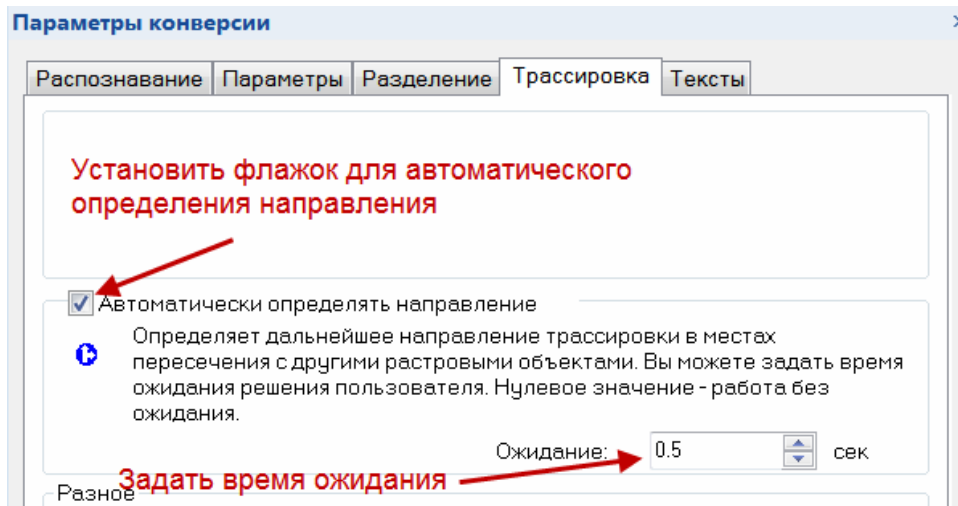 Параметры конверсии
Распознавание Параметры Разделение Трассировка Тексты
Установить флажок для автоматического
определения направления
Автоматически определять направление
Определяет дальнейшее направление трассировки в местах
пересечения с другими растровыми объектами. Вы можете задать время
ожидания решения пользователя. Нулевое значение - работа без
ожидания.
Ожидание: 0.5 сек
Задать время ожидания
Разное